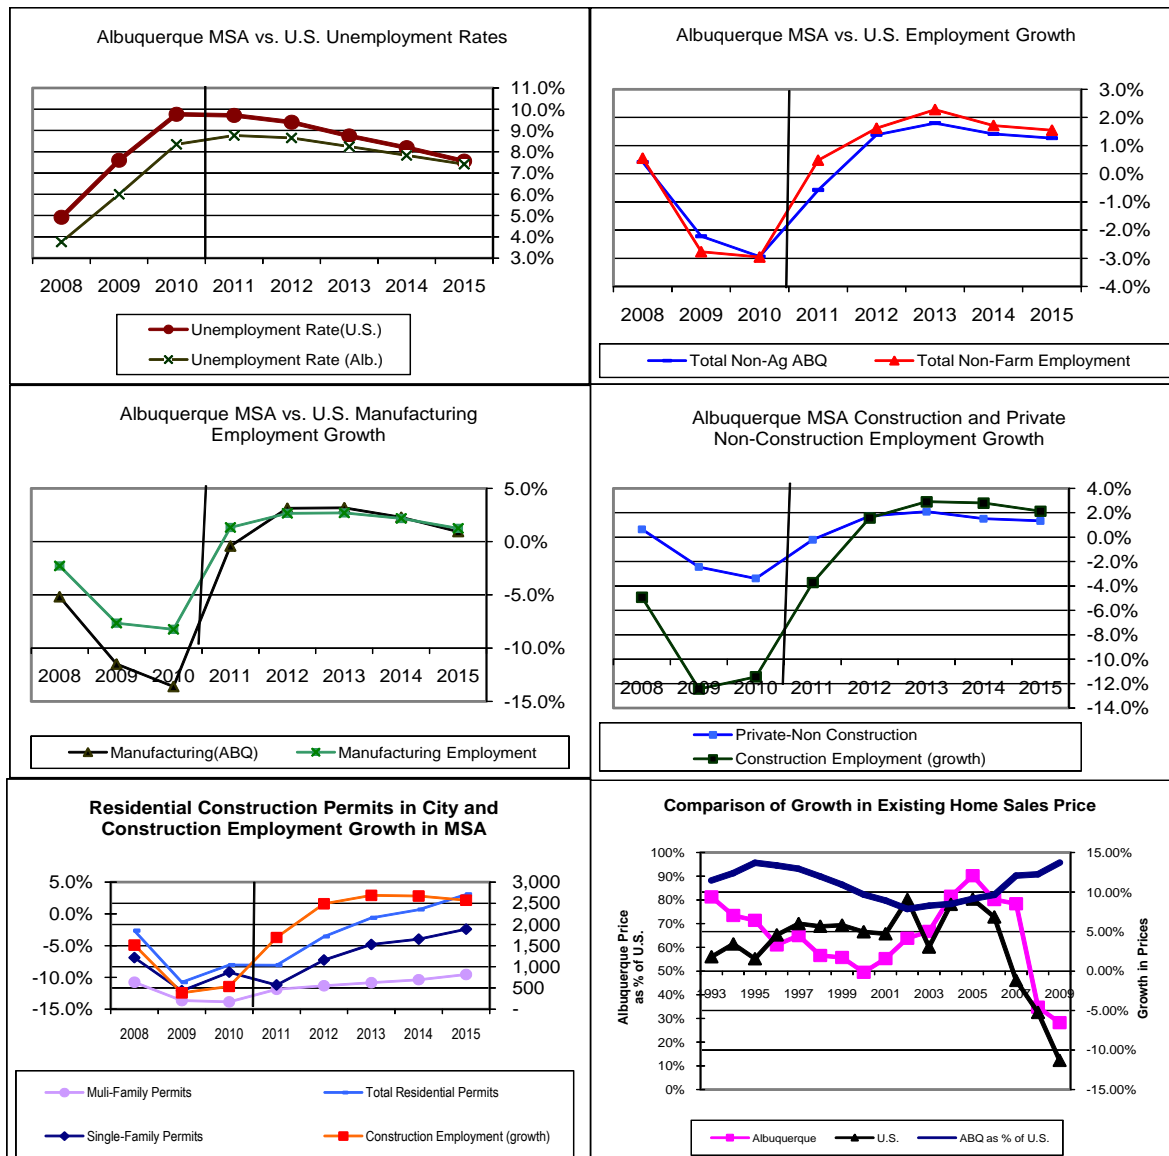 Albuquerque MSA vs. U.S. Unemployment Rates
11.0%
10.0%
9.0%
8.0%
7.0%
6.0%
5.0%
4.0%
3.0%
2008 2009 2010 2011 2012 2013 2014 2015
Unemployment Rate(U.S.)
Unemployment Rate (Alb.)
Albuquerque MSA vs. U.S. Employment Growth
3.0%
2.0%
1.0%
0.0%
-1.0%
-2.0%
-3.0%
-4.0%
2008 2009 2010 2011 2012 2013 2014 2015
Total Non-Ag ABQ Total Non-Farm Employment
Albuquerque MSA vs. U.S. Manufacturing
Employment Growth
5.0%
0.0%
-5.0%
-10.0%
-15.0%
2008 2009 2010 2011 2012 2013 2014 2015
Manufacturing(ABQ) Manufacturing Employment
Albuquerque MSA Construction and Private
Non-Construction Employment Growth
4.0%
2.0%
0.0%
-2.0%
-4.0%
-6.0%
-8.0%
-10.0%
-12.0%
-14.0%
2008 2009 2010 2011 2012 2013 2014 2015
Private-Non Construction
Construction Employment (growth)
Residential Construction Permits in City and
Construction Employment Growth in MSA
5.0%
0.0%
-5.0%
-10.0%
-15.0%
3,000
2,500
2,000
1,500
1,000
500
-
2008 2009 2010 2011 2012 2013 2014 2015
Muli-Family Permits Total Residential Permits
Single-Family Permits Construction Employment (growth)
Comparison of Growth in Existing Home Sales Price
Albuquerque Price
as % of U.S.
100%
90%
80%
70%
60%
50%
40%
30%
20%
10%
0%
15.00%
10.00%
5.00%
0.00%
-5.00%
-10.00%
-15.00%
Growth in Prices
1993 1995 1997 1999 2001 2003 2005 2007 2009
Albuquerque U.S. ABQ as % of U.S.